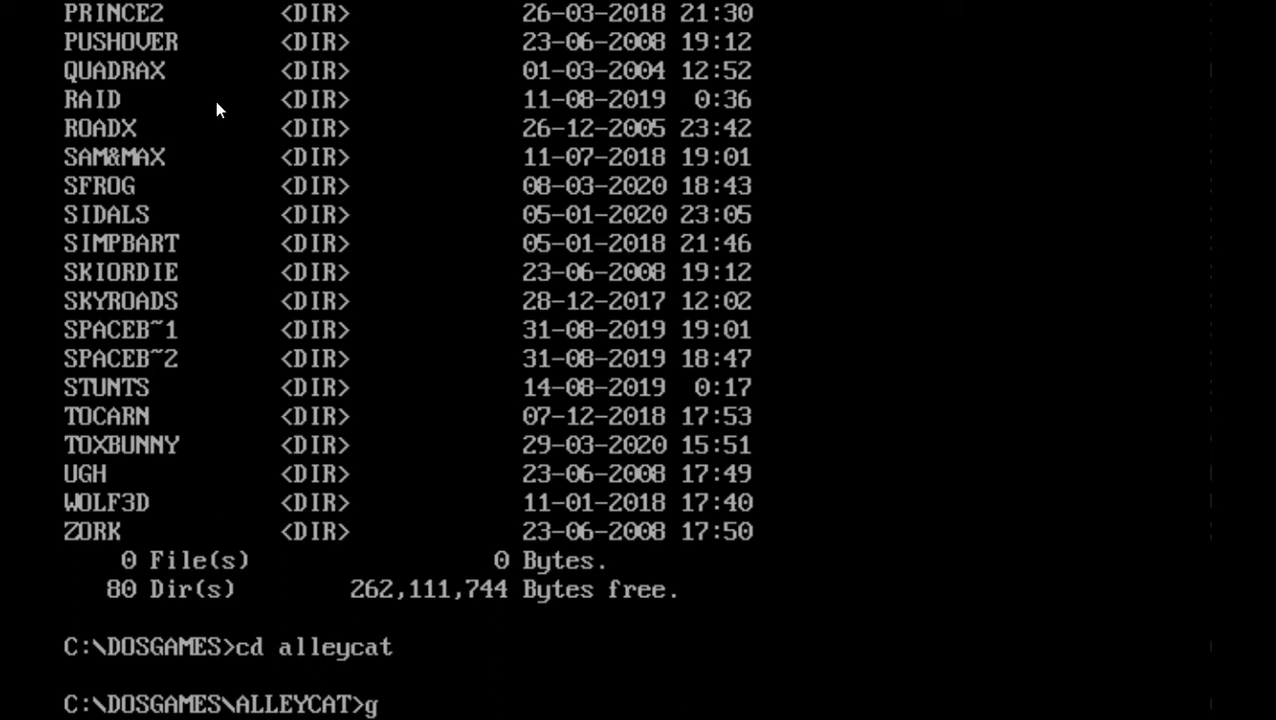 PRINCE2 <DIR> 26-03-2018 21:30
PUSHOVER <DIR> 23-06-2008 19:12
QUADRAX <DIR> 01-03-2004 12:52
RAID <DIR> 11-08-2019 0:36
ROADX <DIR> 26-12-2005 23:42
SAM&MAX <DIR> 11-07-2018 19:01
SFROG <DIR> 08-03-2020 18:43
SIDALS <DIR> 05-01-2020 23:05
SIMPBART <DIR> 05-01-2018 21:46
SKIORDIE <DIR> 23-06-2008 19:12
SKYROADS <DIR> 28-12-2017 12:02
SPACEB~1 <DIR> 31-08-2019 19:01
SPACEB~2 <DIR> 31-08-2019 18:47
STUNTS <DIR> 14-08-2019 0:17
TOCARN <DIR> 07-12-2018 17:53
TOXBUNNY <DIR> 29-03-2020 15:51
UGH <DIR> 23-06-2008 17:49
WOLF3D <DIR> 11-01-2018 17:40
ZORK <DIR> 23-06-2008 17:50
0 File(s) 0 Bytes.
80 Dir(s) 262,111,744 Bytes free.
C:\DOSGAMES>cd alleycat
C:\DOSGAMES\ALLEYCAT>g